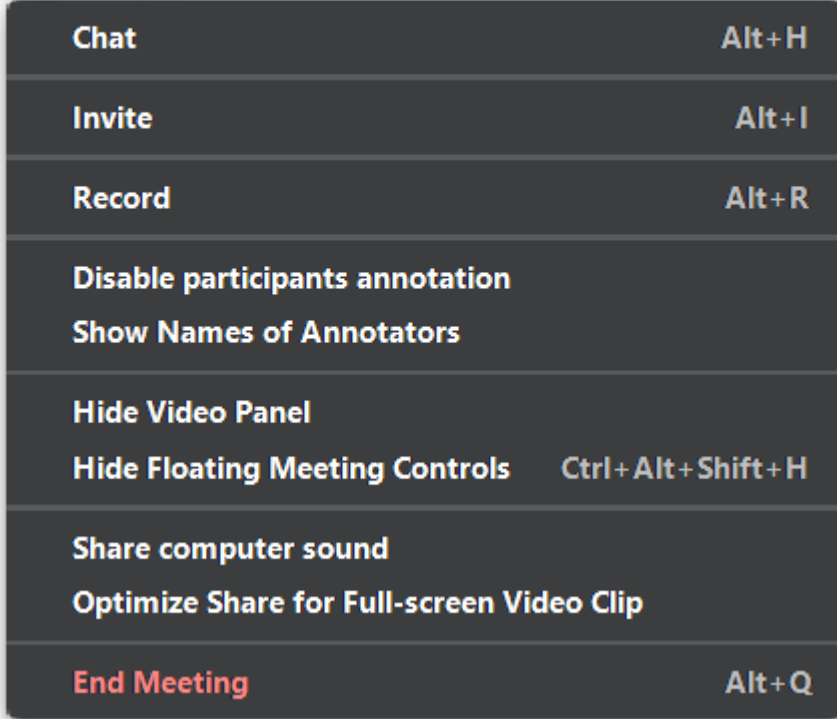 Chat Alt+H
Invite Alt+I
Record Alt+R
Disable participants annotation
Show Names of Annotators
Hide Video Panel
Hide Floating Meeting Controls Ctrl+Alt+Shift+H
Share computer sound
Optimize Share for Full-screen Video Clip
End Meeting Alt+Q